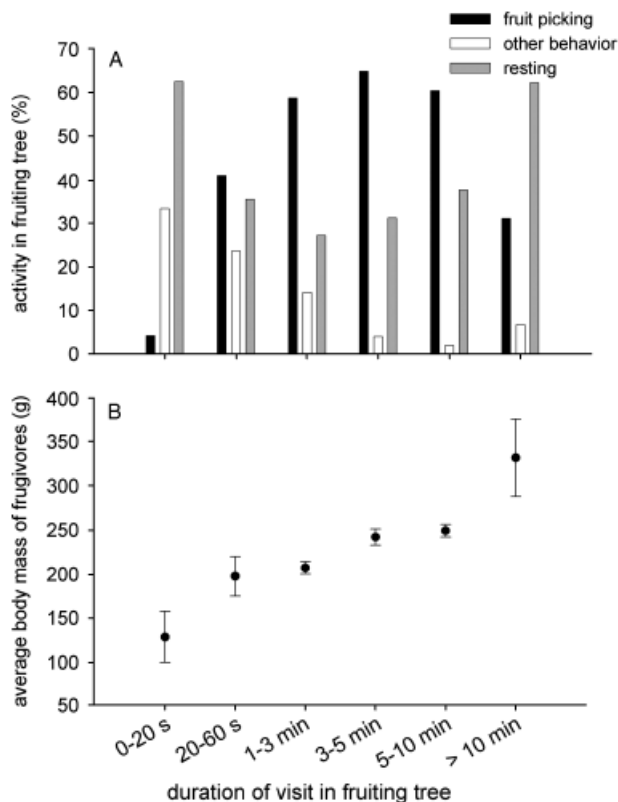 fruit picking
other behavior
resting
A
activity in fruiting tree (%)
70
60
50
40
30
20
10
0
B
average body mass of frugivores (g)
400
350
300
250
200
150
100
50
0-20 s
20-60 s
1-3 min
3-5 min
5-10 min
> 10 min
duration of visit in fruiting tree